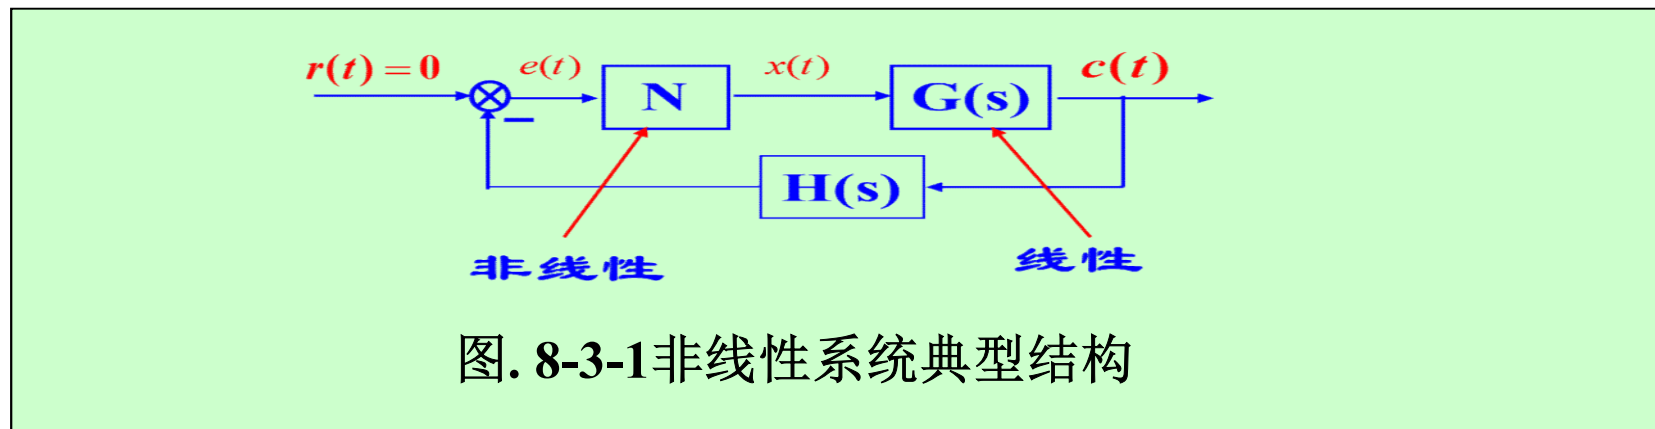 r(t) = 0 e(t) N x(t) G(s) c(t)
−
H(s)
非线性 线性
图. 8-3-1非线性系统典型结构